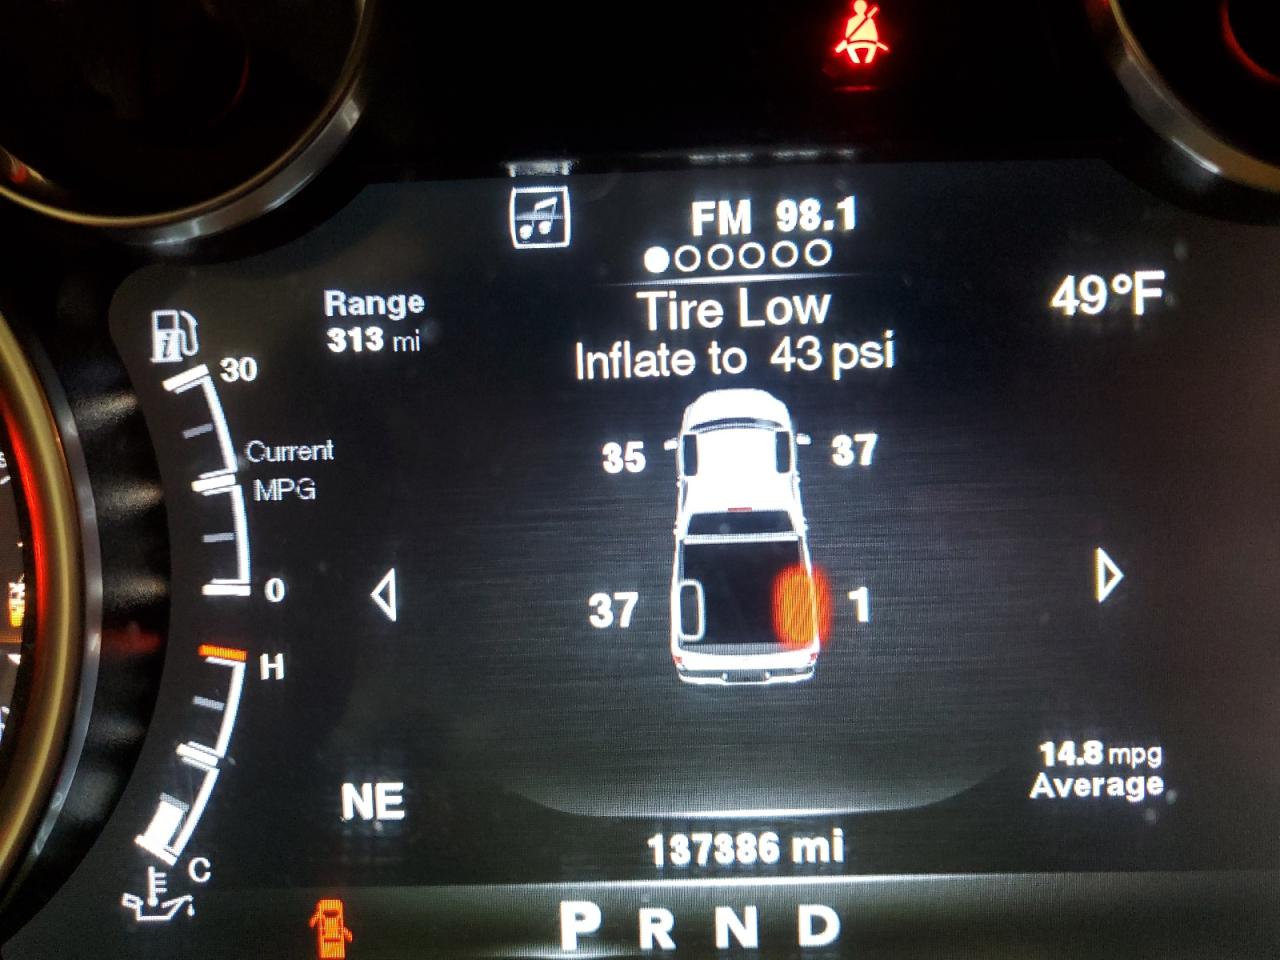 FM 98.1
Range
313 mi
Tire Low
Inflate to 43 psi
49°F
30
Current
MPG
0
35
37
37
1
H
C
NE
14.8 mpg
Average
137386 mi
P R N D